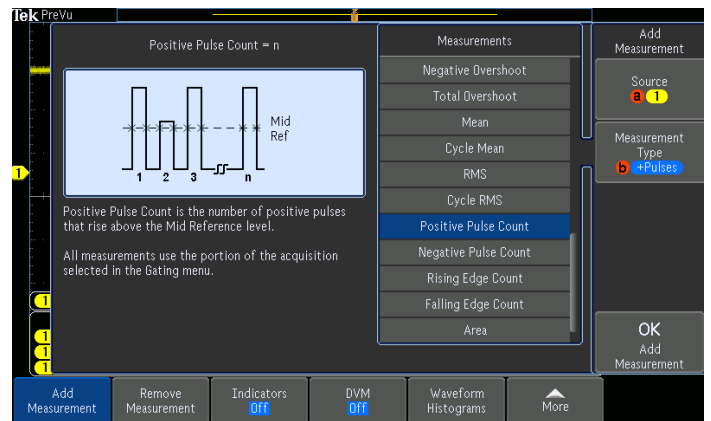 Tek PreVu
Positive Pulse Count = n
Mid
Ref
1 2 3 n
Positive Pulse Count is the number of positive pulses
that rise above the Mid Reference level.
All measurements use the portion of the acquisition
selected in the Gating menu.
Measurements
Negative Overshoot
Total Overshoot
Mean
Cycle Mean
RMS
Cycle RMS
Positive Pulse Count
Negative Pulse Count
Rising Edge Count
Falling Edge Count
Area
Add
Measurement
Source
a 1
Measurement
Type
b +Pulses
OK
Add
Measurement
1
1
1
1
1
Add
Measurement
Remove
Measurement
Indicators
Off
DVM
Off
Waveform
Histograms
More